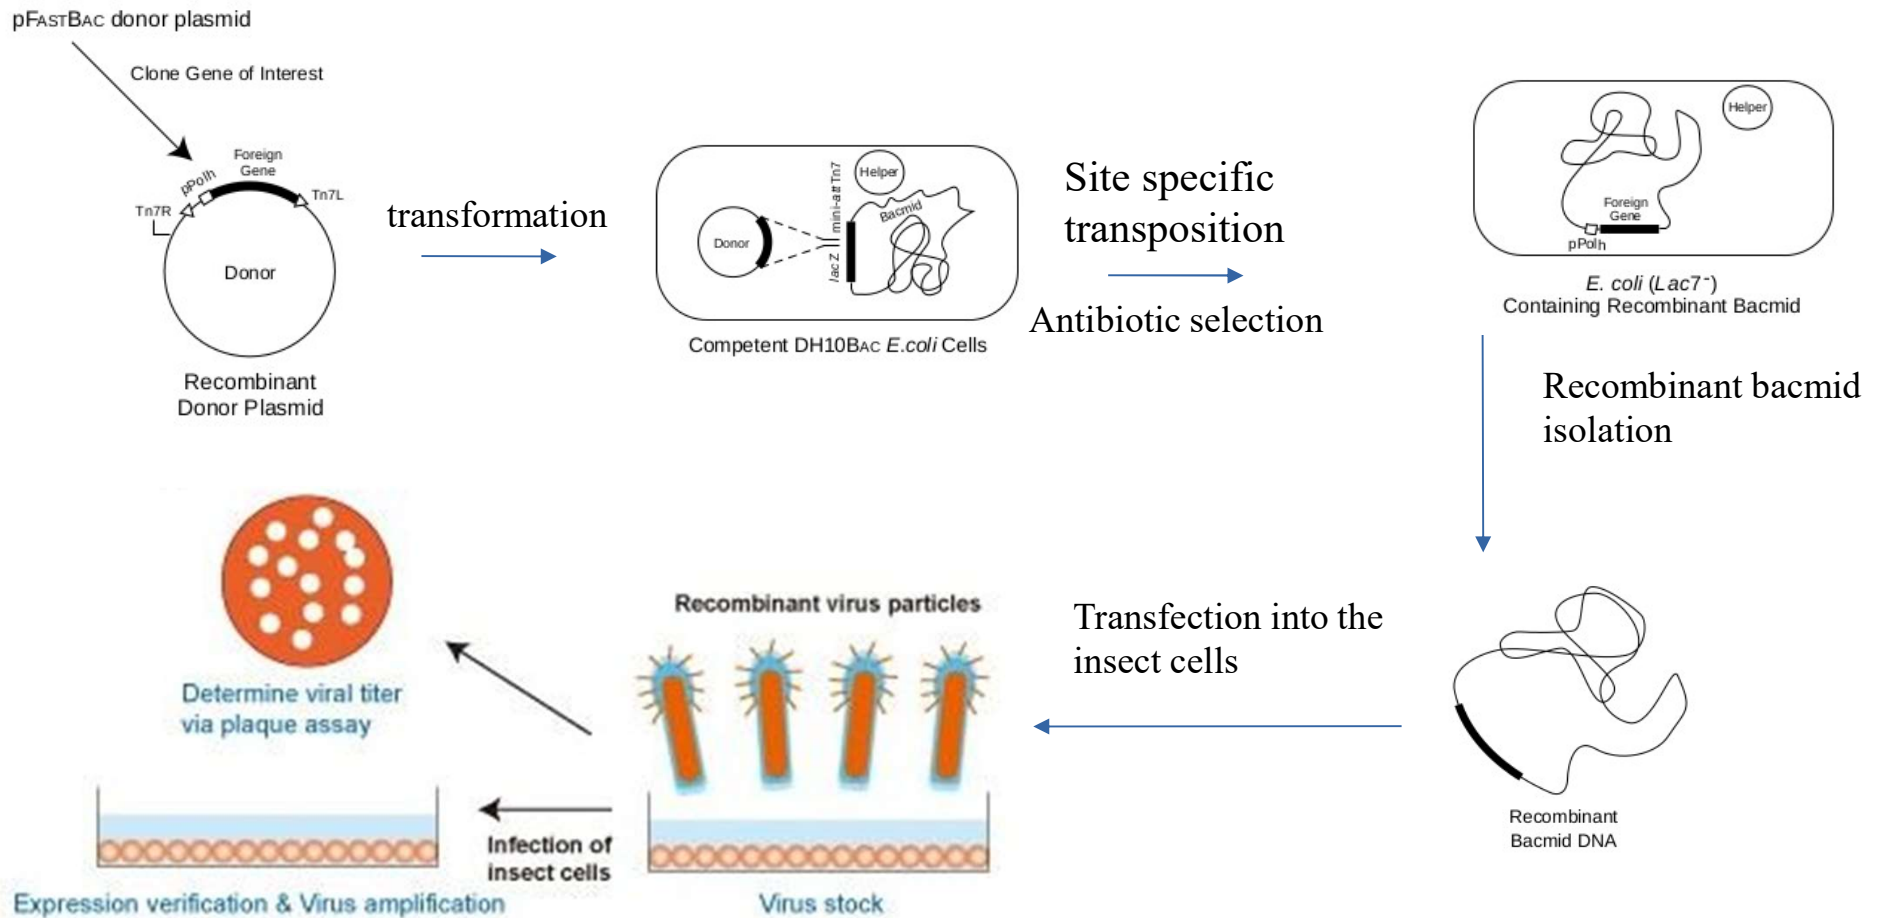 pFASTBAC donor plasmid
Clone Gene of Interest
Foreign
Gene
pPolh
Tn7R
Tn7L
Donor
Recombinant
Donor Plasmid
transformation
Helper
mini-attTn7
lacZ
Bacmid
Donor
Competent DH10BAC E.coli Cells
Site specific
transposition
Antibiotic selection
Helper
Foreign
Gene
pPolh
E. coli (Lac7-)
Containing Recombinant Bacmid
Recombinant bacmid
isolation
Recombinant
Bacmid DNA
Transfection into the
insect cells
Recombinant virus particles
Virus stock
Determine viral titer
via plaque assay
Infection of
insect cells
Expression verification & Virus amplification